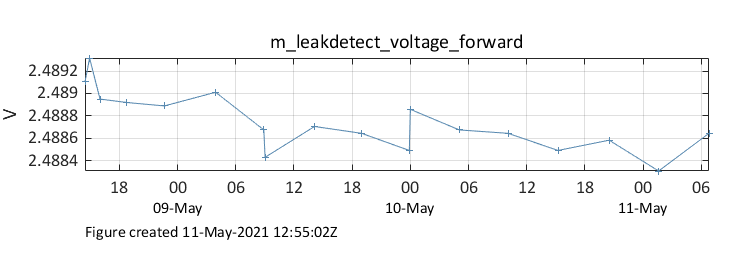 m_leakdetect_voltage_forward
V
2.4892
2.489
2.4888
2.4886
2.4884
18 00 06 12 18 00 06 12 18 00 06
09-May 10-May 11-May
Figure created 11-May-2021 12:55:02Z